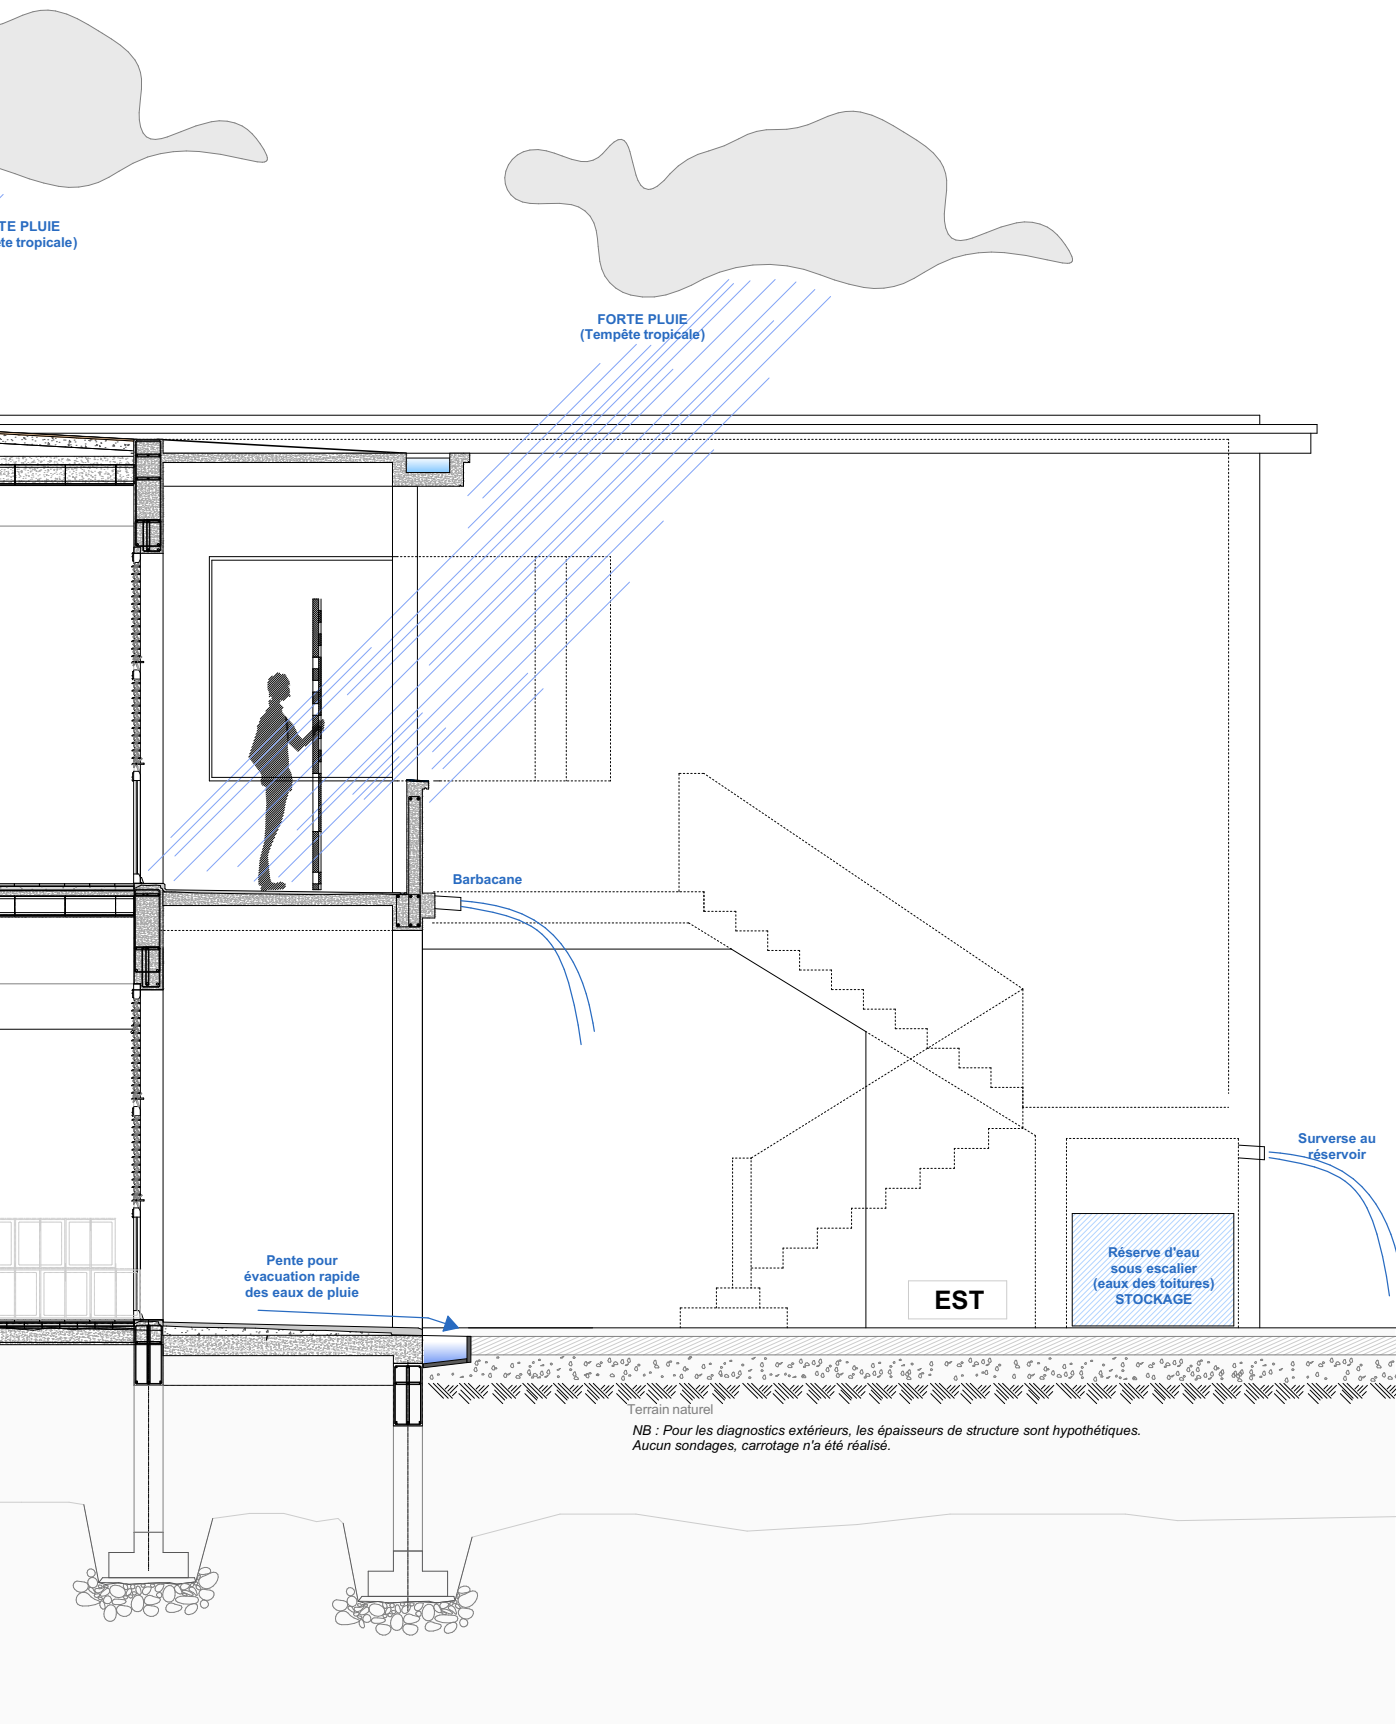 TE PLUIE
te tropicale)
FORTE PLUIE
(Tempête tropicale)
Barbacane
Surverse au
réservoir
Pente pour
évacuation rapide
des eaux de pluie
Réserve d'eau
sous escalier
(eaux des toitures)
STOCKAGE
EST
Terrain naturel
NB : Pour les diagnostics extérieurs, les épaisseurs de structure sont hypothétiques.
Aucun sondages, carrotage n'a été réalisé.